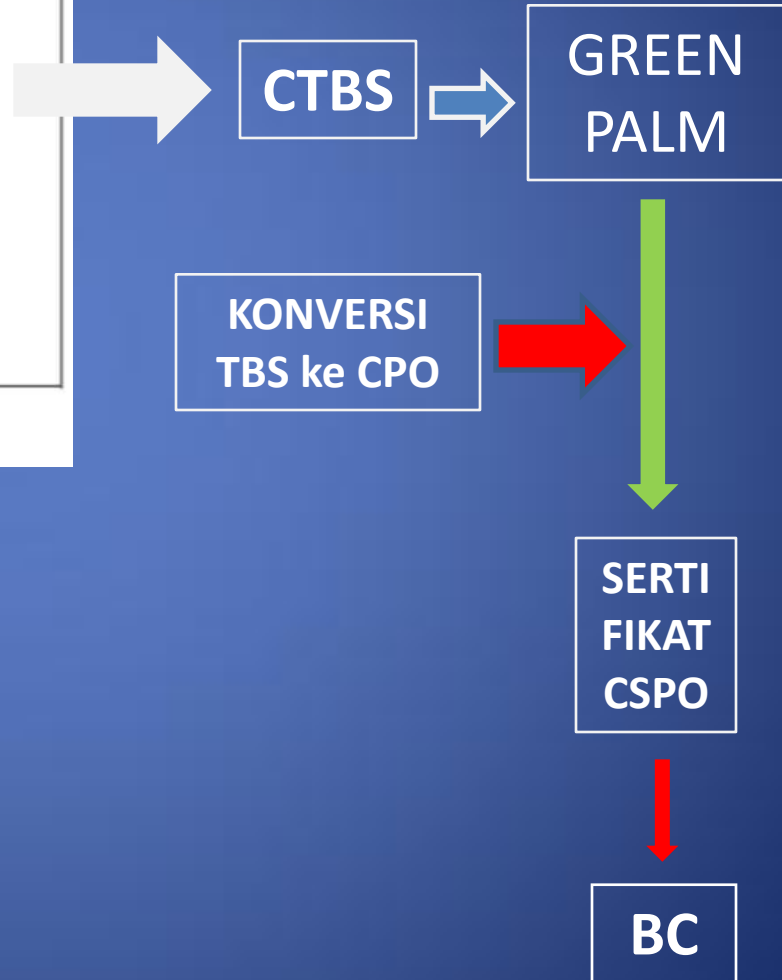 CTBS
GREEN
PALM
KONVERSI
TBS ke CPO
SERTI
FIKAT
CSPO
BC